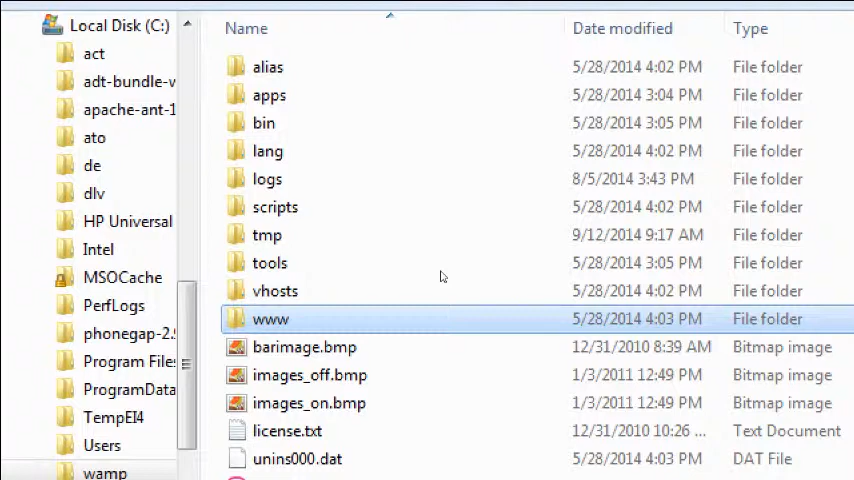 Local Disk (C:)
act
adt-bundle-w
apache-ant-1
ato
de
dlv
HP Universal
Intel
MSOCache
PerfLogs
phonegap-2.9
Program Files
ProgramData
TempEI4
Users
wamp
Name Date modified Type
alias 5/28/2014 4:02 PM File folder
apps 5/28/2014 3:04 PM File folder
bin 5/28/2014 3:05 PM File folder
lang 5/28/2014 4:02 PM File folder
logs 8/5/2014 3:43 PM File folder
scripts 5/28/2014 4:02 PM File folder
tmp 9/12/2014 9:17 AM File folder
tools 5/28/2014 3:05 PM File folder
vhosts 5/28/2014 4:02 PM File folder
www 5/28/2014 4:03 PM File folder
barimage.bmp 12/31/2010 8:39 AM Bitmap image
images_off.bmp 1/3/2011 12:49 PM Bitmap image
images_on.bmp 1/3/2011 12:49 PM Bitmap image
license.txt 12/31/2010 10:26 ... Text Document
unins000.dat 5/28/2014 4:03 PM DAT File